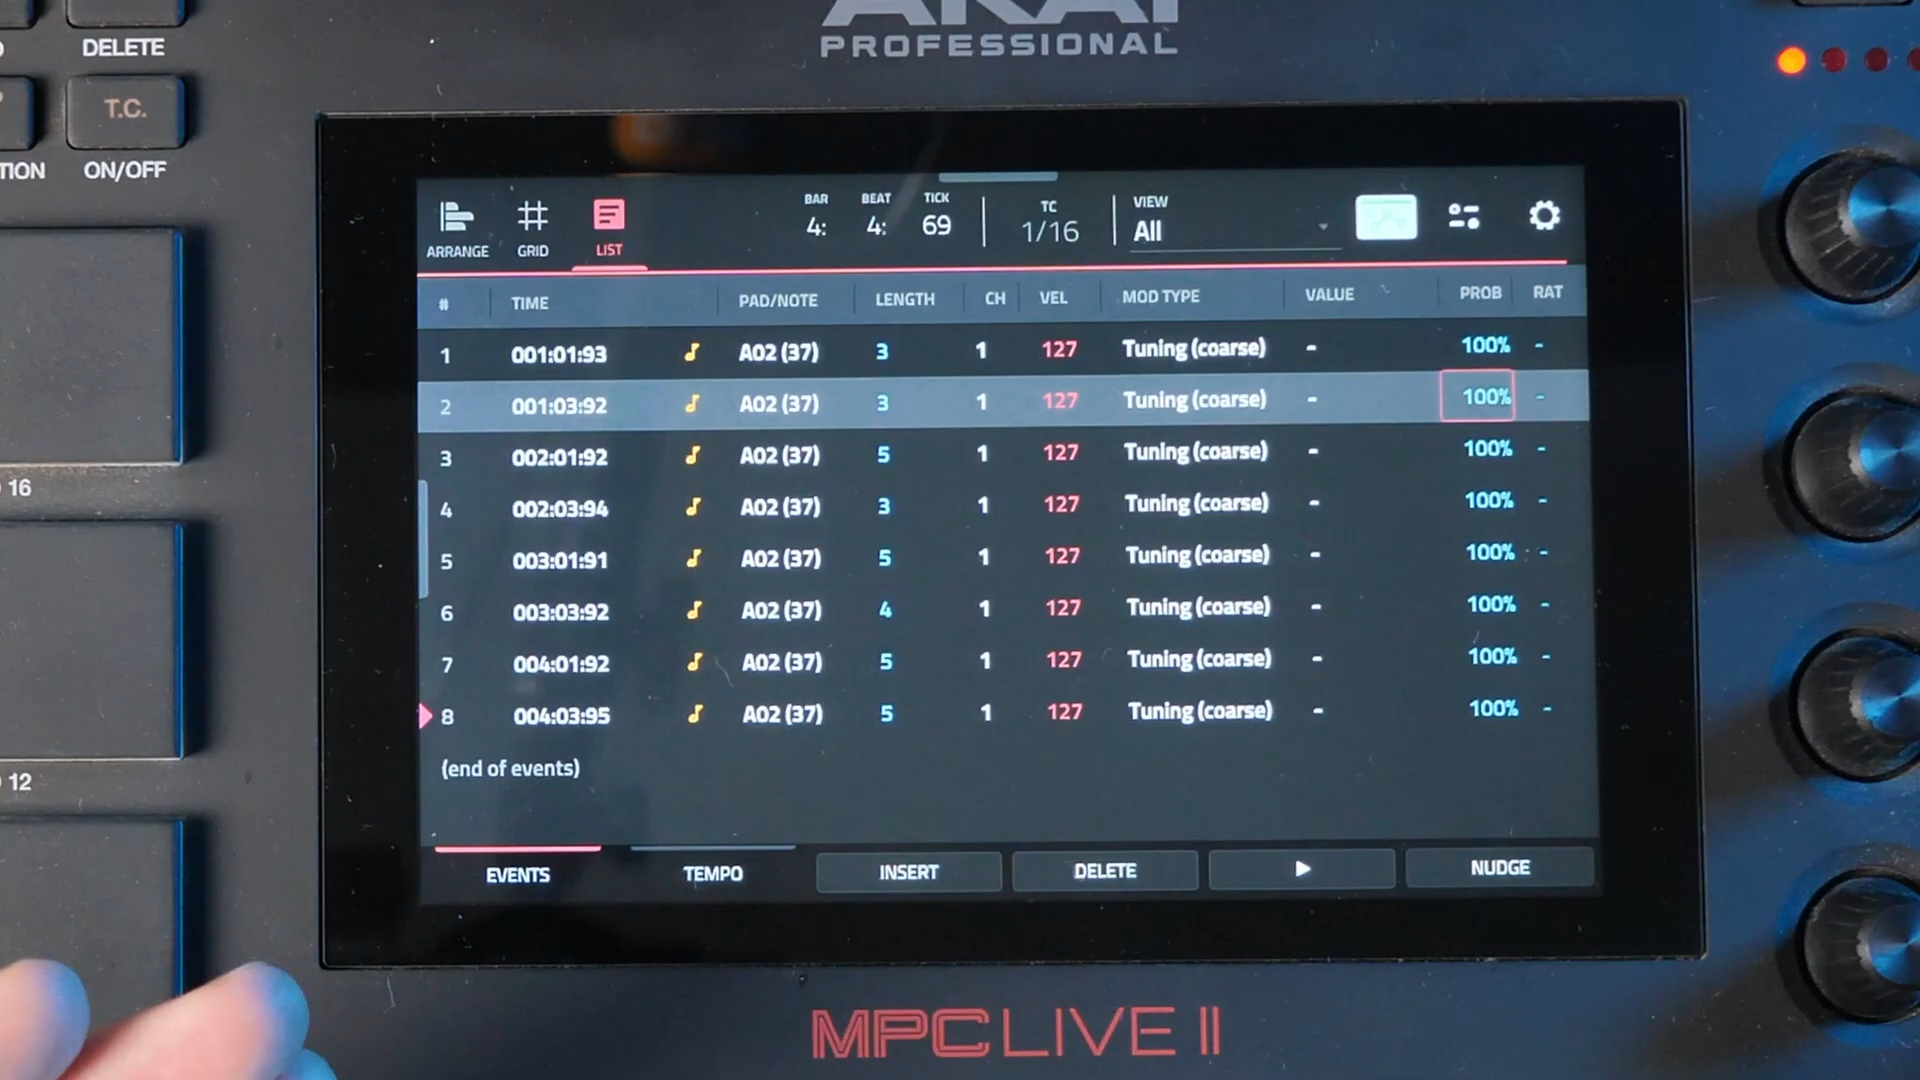 AKAI
PROFESSIONAL
DELETE
T.C.
TION
ON/OFF
16
12
ARRANGE
GRID
LIST
BAR
4:
BEAT
4:
TICK
69
TC
1/16
VIEW
All
# TIME PAD/NOTE LENGTH CH VEL MOD TYPE VALUE PROB RAT
1 001:01:93 A02 (37) 3 1 127 Tuning (coarse) - 100% -
2 001:03:92 A02 (37) 3 1 127 Tuning (coarse) - 100% -
3 002:01:92 A02 (37) 5 1 127 Tuning (coarse) - 100% -
4 002:03:94 A02 (37) 3 1 127 Tuning (coarse) - 100% -
5 003:01:91 A02 (37) 5 1 127 Tuning (coarse) - 100% -
6 003:03:92 A02 (37) 4 1 127 Tuning (coarse) - 100% -
7 004:01:92 A02 (37) 5 1 127 Tuning (coarse) - 100% -
8 004:03:95 A02 (37) 5 1 127 Tuning (coarse) - 100% -
(end of events)
EVENTS TEMPO INSERT DELETE NUDGE
MPC LIVE II